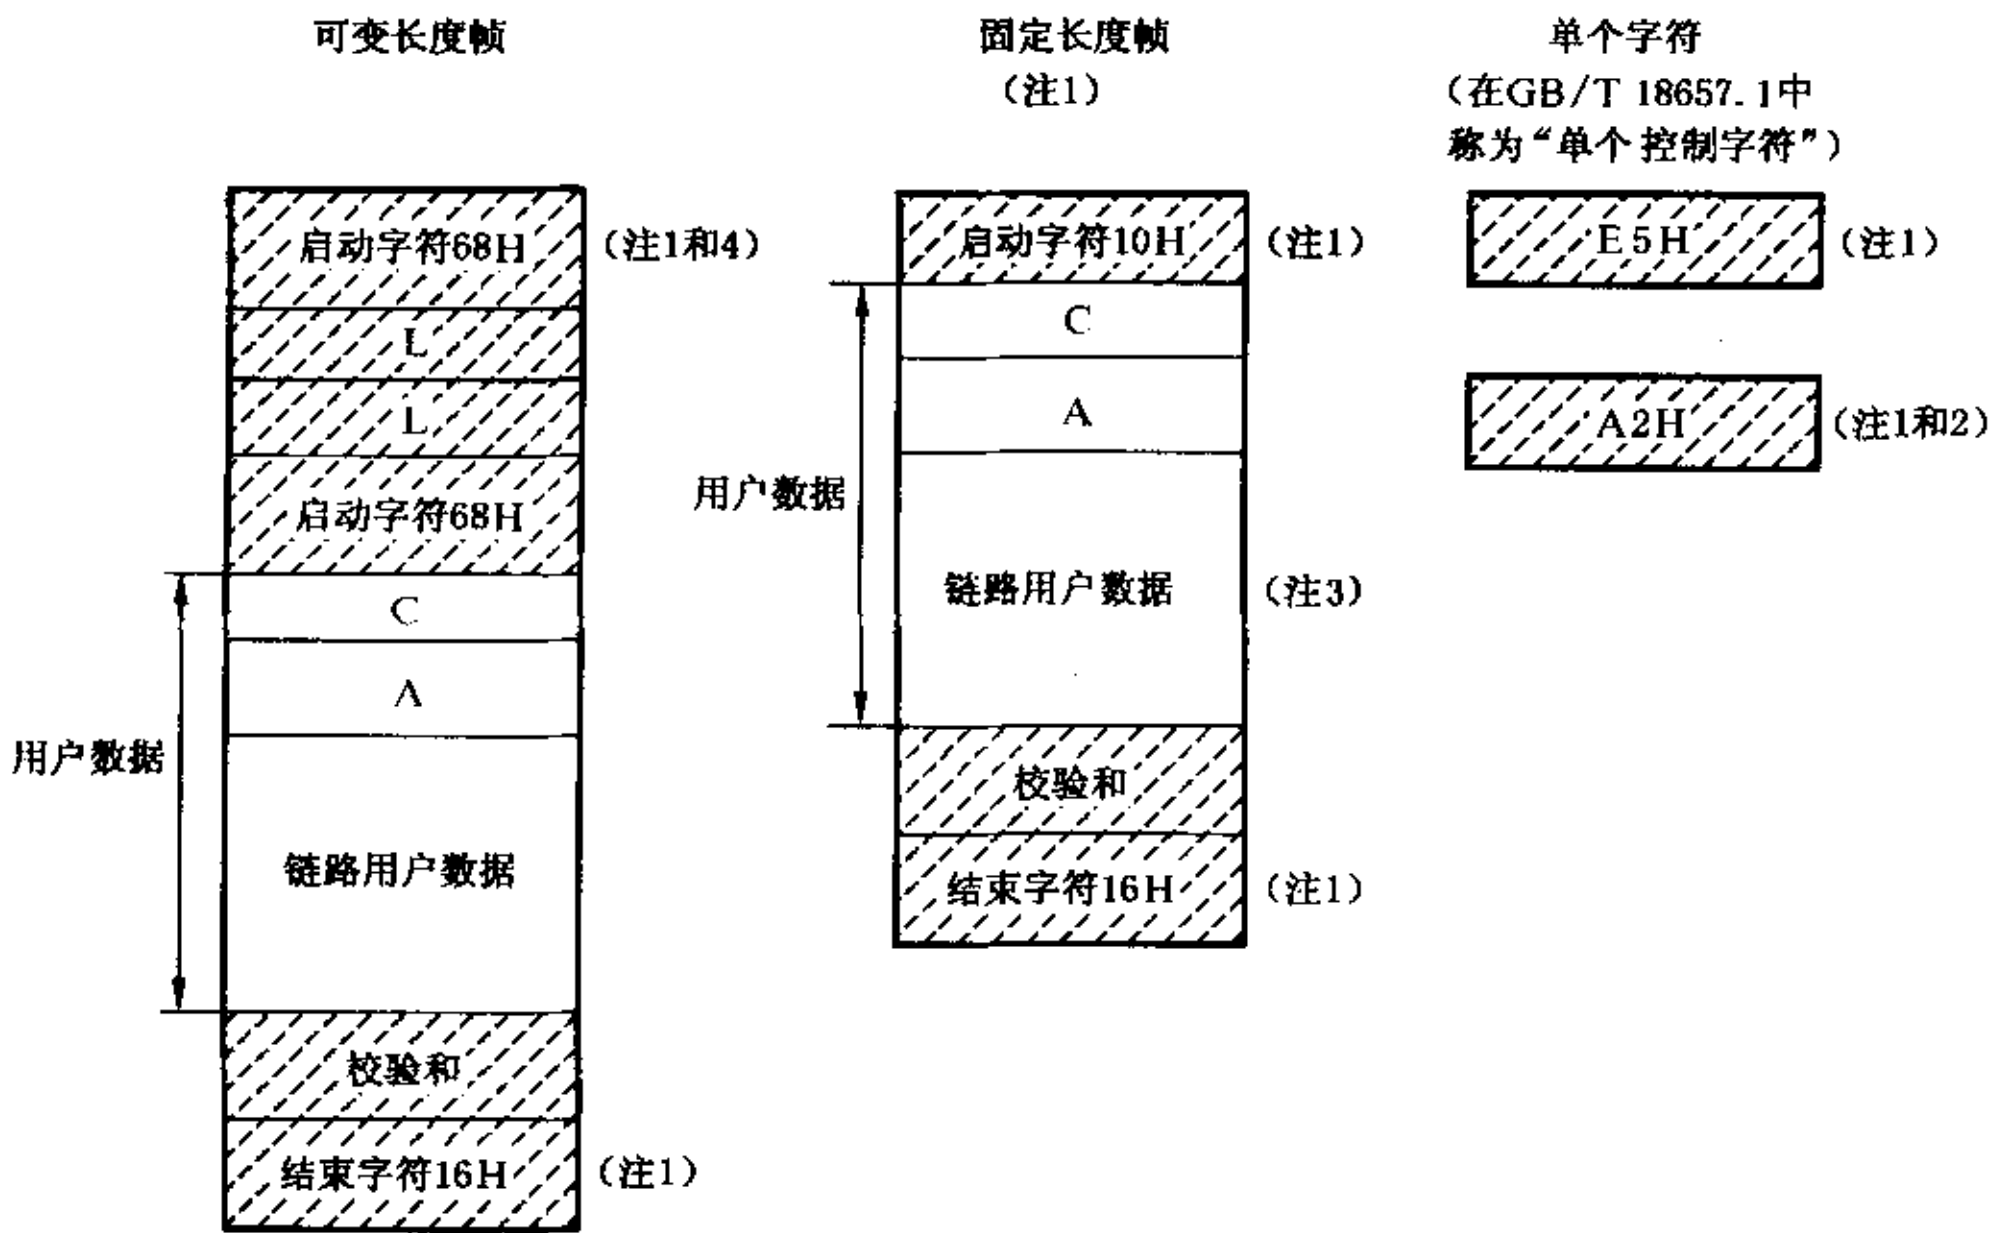 可变长度帧
固定长度帧
(注1)
单个字符
(在GB/T 18657.1中
称为“单个控制字符”)
启动字符68H
(注1和4)
L
L
启动字符68H
C
A
链路用户数据
用户数据
校验和
结束字符16H
(注1)
启动字符10H
(注1)
C
A
用户数据
链路用户数据
(注3)
校验和
结束字符16H
(注1)
E5H
(注1)
A2H
(注1和2)